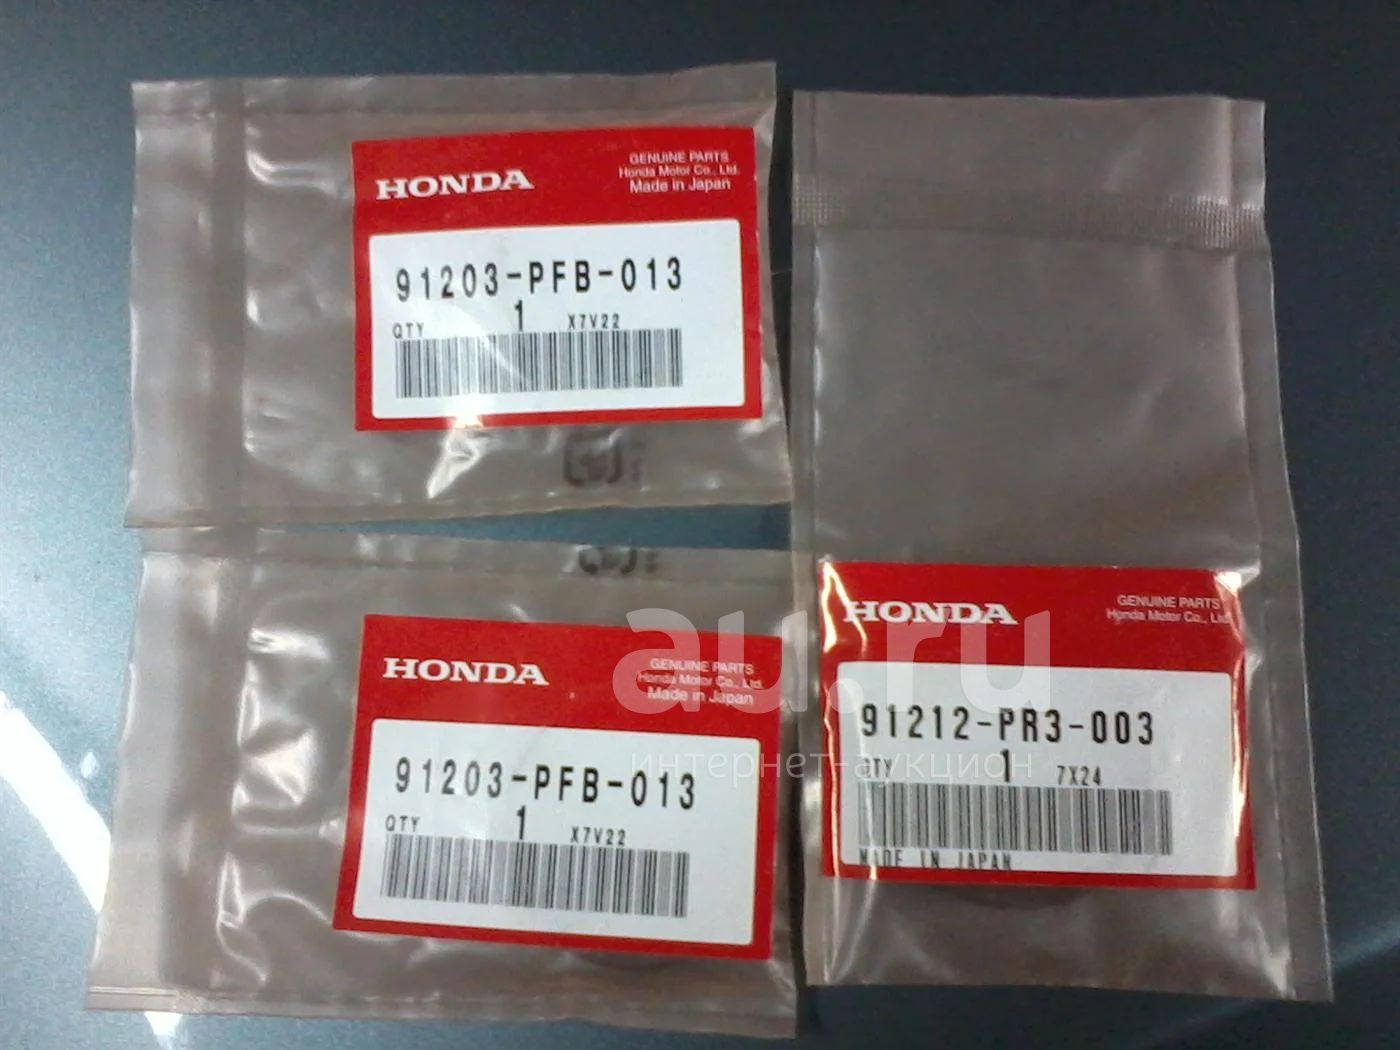 HONDA
GENUINE PARTS
Honda Motor Co., Ltd.
Made in Japan
91203-PFB-013
QTY 1 X7V22
HONDA
GENUINE PARTS
Honda Motor Co., Ltd.
Made in Japan
91203-PFB-013
QTY 1 X7V22
HONDA
GENUINE PARTS
Honda Motor Co., Ltd.
91212-PR3-003
QTY 1 7X24
MADE IN JAPAN
au.ru
интернет-аукцион